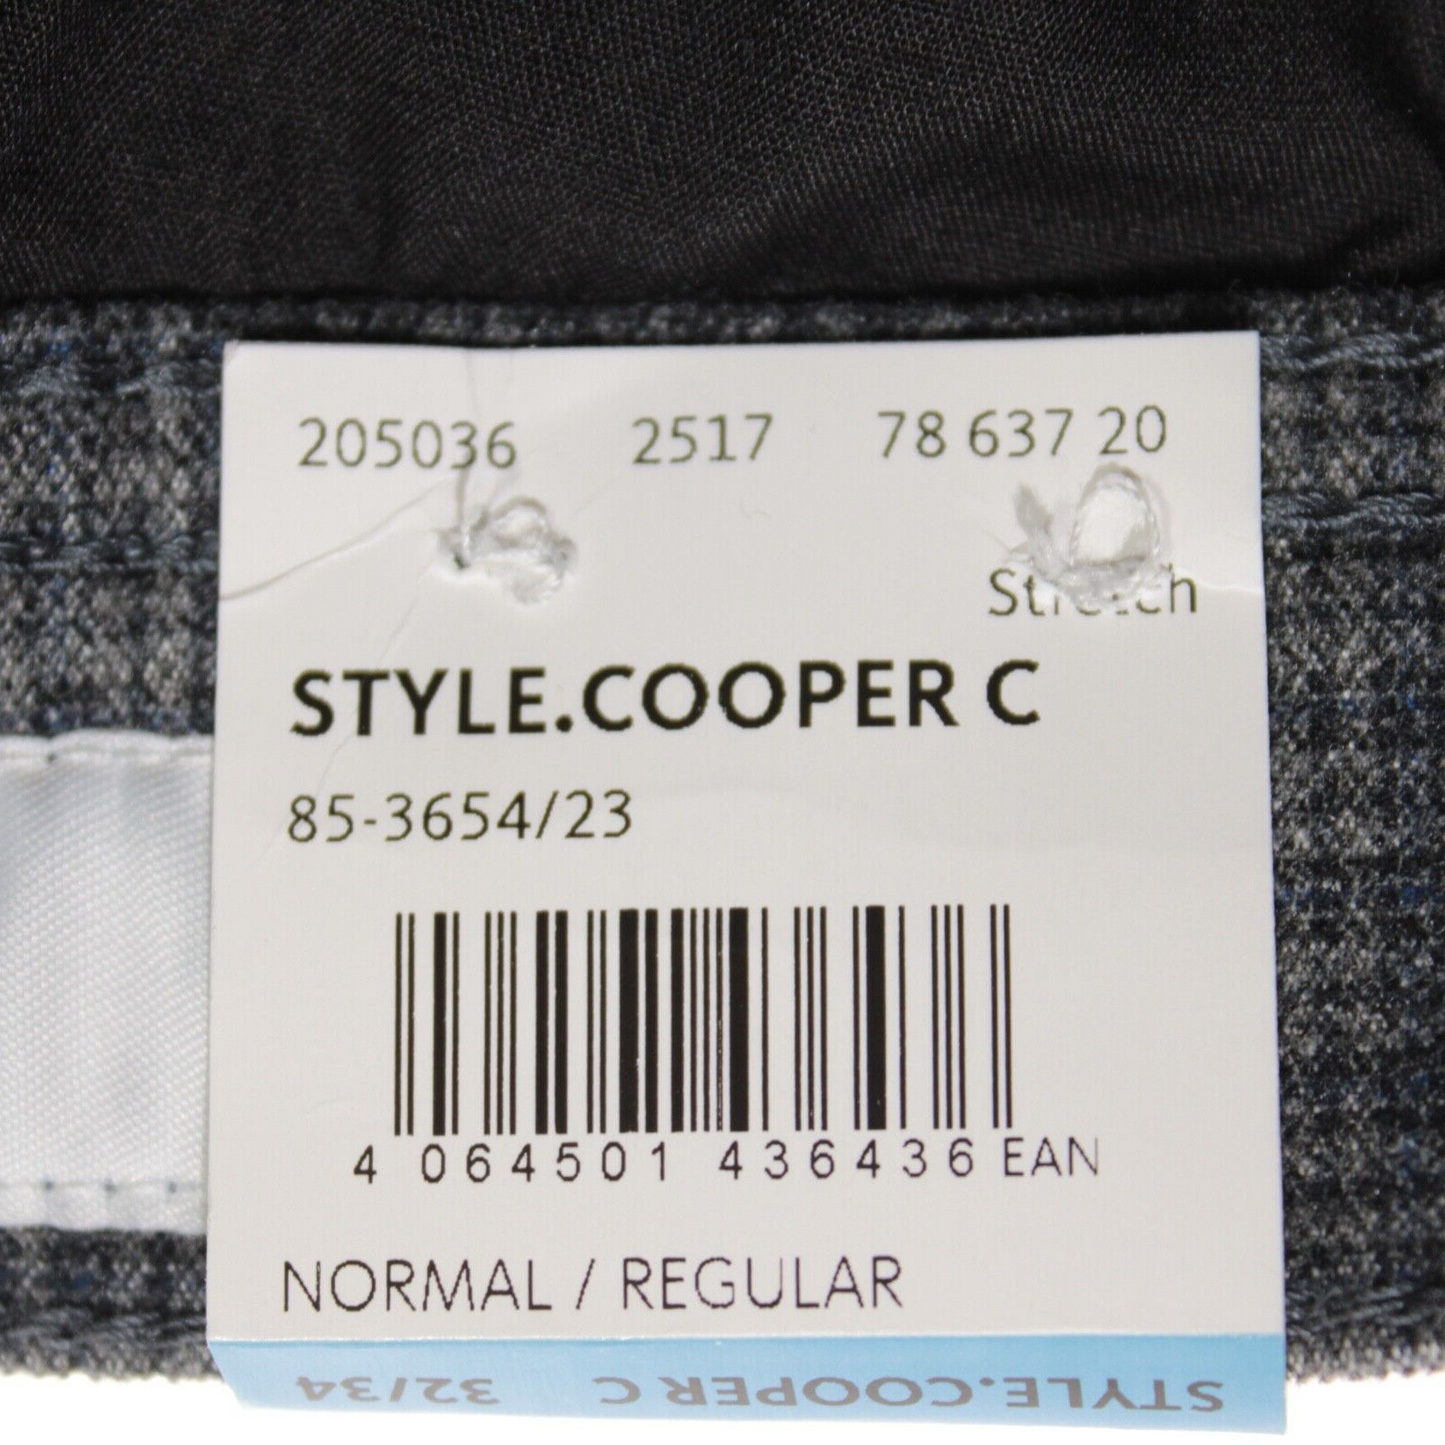 205036 2517 78 637 20
Stretch
STYLE.COOPER C
85-3654/23
4 064501 436436 EAN
NORMAL / REGULAR
STYLE.COOPER C 32/34